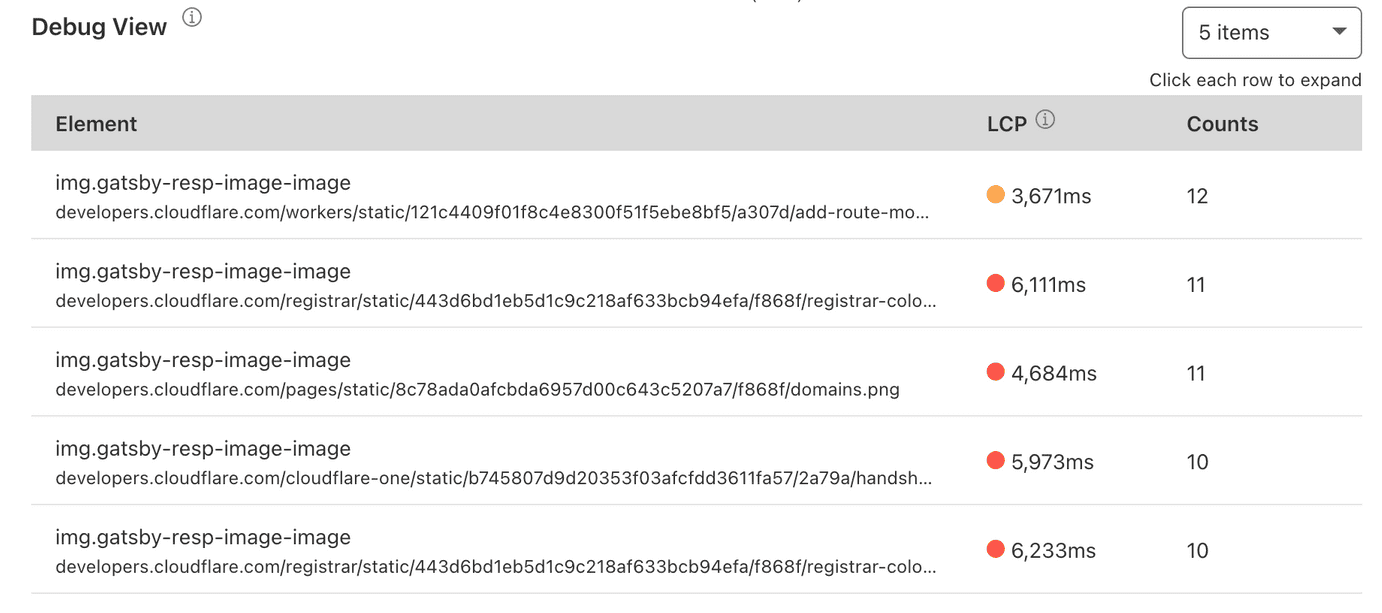 Debug View
5 items
Click each row to expand
Element LCP Counts
img.gatsby-resp-image-image
developers.cloudflare.com/workers/static/121c4409f01f8c4e8300f51f5ebe8bf5/a307d/add-route-mo...
3,671ms 12
img.gatsby-resp-image-image
developers.cloudflare.com/registrar/static/443d6bd1eb5d1c9c218af633bcb94efa/f868f/registrar-colo...
6,111ms 11
img.gatsby-resp-image-image
developers.cloudflare.com/pages/static/8c78ada0afcbda6957d00c643c5207a7/f868f/domains.png
4,684ms 11
img.gatsby-resp-image-image
developers.cloudflare.com/cloudflare-one/static/b745807d9d20353f03afcfdd3611fa57/2a79a/handsh...
5,973ms 10
img.gatsby-resp-image-image
developers.cloudflare.com/registrar/static/443d6bd1eb5d1c9c218af633bcb94efa/f868f/registrar-colo...
6,233ms 10